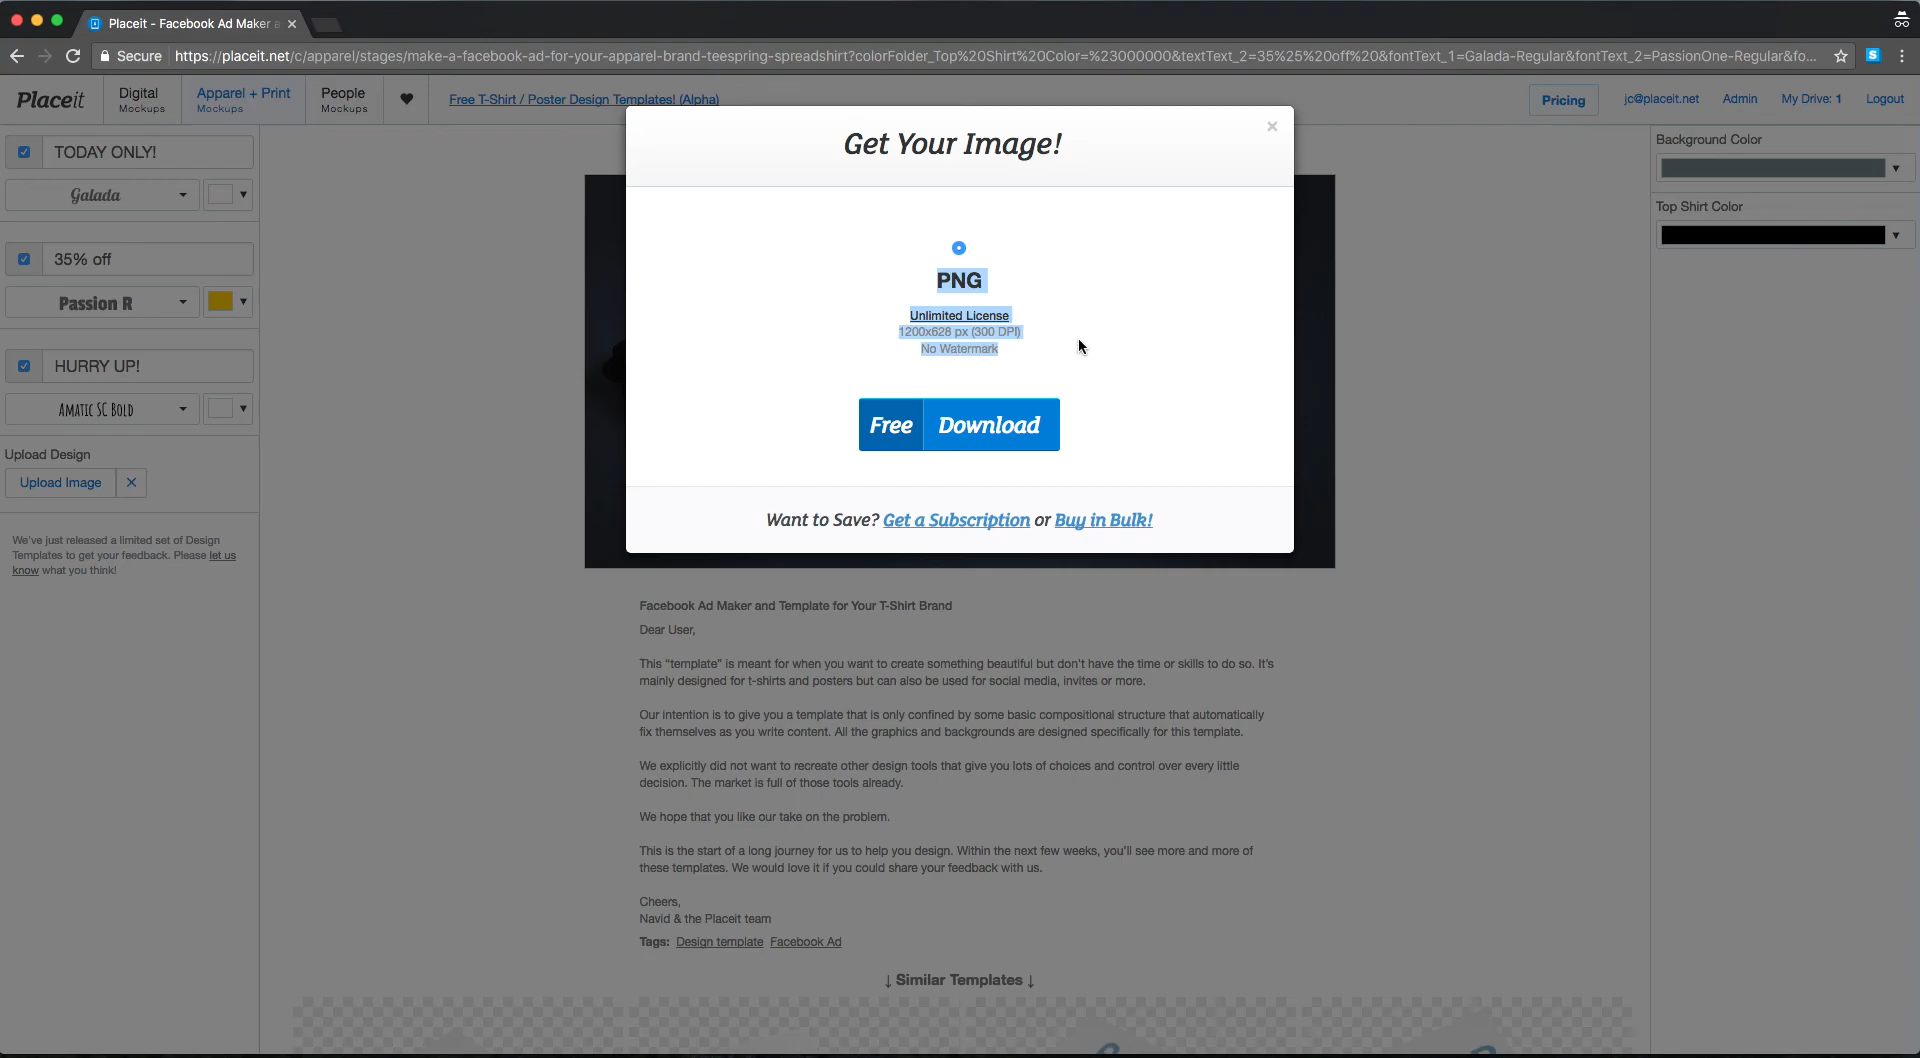 Placeit - Facebook Ad Maker a
Secure
https://placeit.net/c/apparel/stages/make-a-facebook-ad-for-your-apparel-brand-teespring-spreadshirt?colorFolder_Top%20Shirt%20Color=%23000000&textText_2=35%25%20off%20&fontText_1=Galada-Regular&fontText_2=PassionOne-Regular&fo...
S
Placeit
Digital
Mockups
Apparel + Print
Mockups
People
Mockups
Free T-Shirt / Poster Design Templates! (Alpha)
Pricing
jc@placeit.net
Admin
My Drive: 1
Logout
TODAY ONLY!
Galada
35% off
Passion R
HURRY UP!
Amatic SC Bold
Upload Design
Upload Image
We've just released a limited set of Design
Templates to get your feedback. Please let us
know what you think!
Get Your Image!
×
PNG
Unlimited License
1200x628 px (300 DPI)
No Watermark
Free
Download
Want to Save? Get a Subscription or Buy in Bulk!
Background Color
Top Shirt Color
Facebook Ad Maker and Template for Your T-Shirt Brand
Dear User,
This “template” is meant for when you want to create something beautiful but don't have the time or skills to do so. It's
mainly designed for t-shirts and posters but can also be used for social media, invites or more.
Our intention is to give you a template that is only confined by some basic compositional structure that automatically
fix themselves as you write content. All the graphics and backgrounds are designed specifically for this template.
We explicitly did not want to recreate other design tools that give you lots of choices and control over every little
decision. The market is full of those tools already.
We hope that you like our take on the problem.
This is the start of a long journey for us to help you design. Within the next few weeks, you'll see more and more of
these templates. We would love it if you could share your feedback with us.
Cheers,
Navid & the Placeit team
Tags: Design template Facebook Ad
↓ Similar Templates ↓